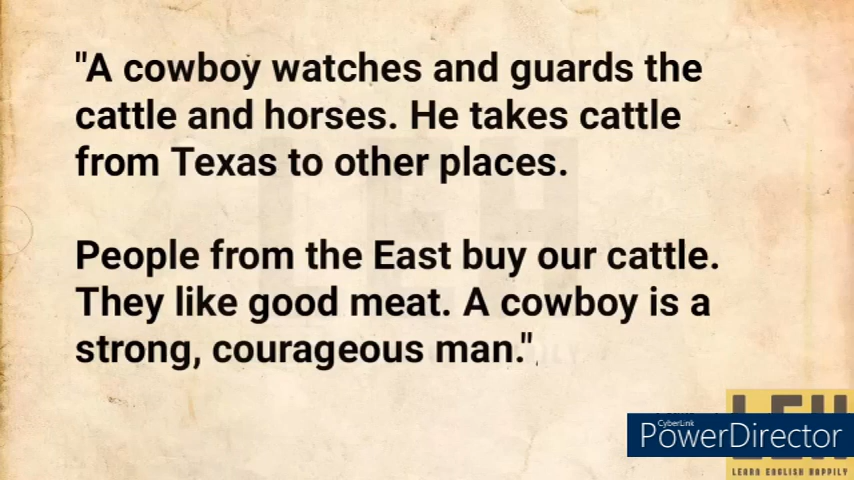 "A cowboy watches and guards the
cattle and horses. He takes cattle
from Texas to other places.
People from the East buy our cattle.
They like good meat. A cowboy is a
strong, courageous man."
LEH
CyberLink
PowerDirector
LEARN ENGLISH HAPPILY